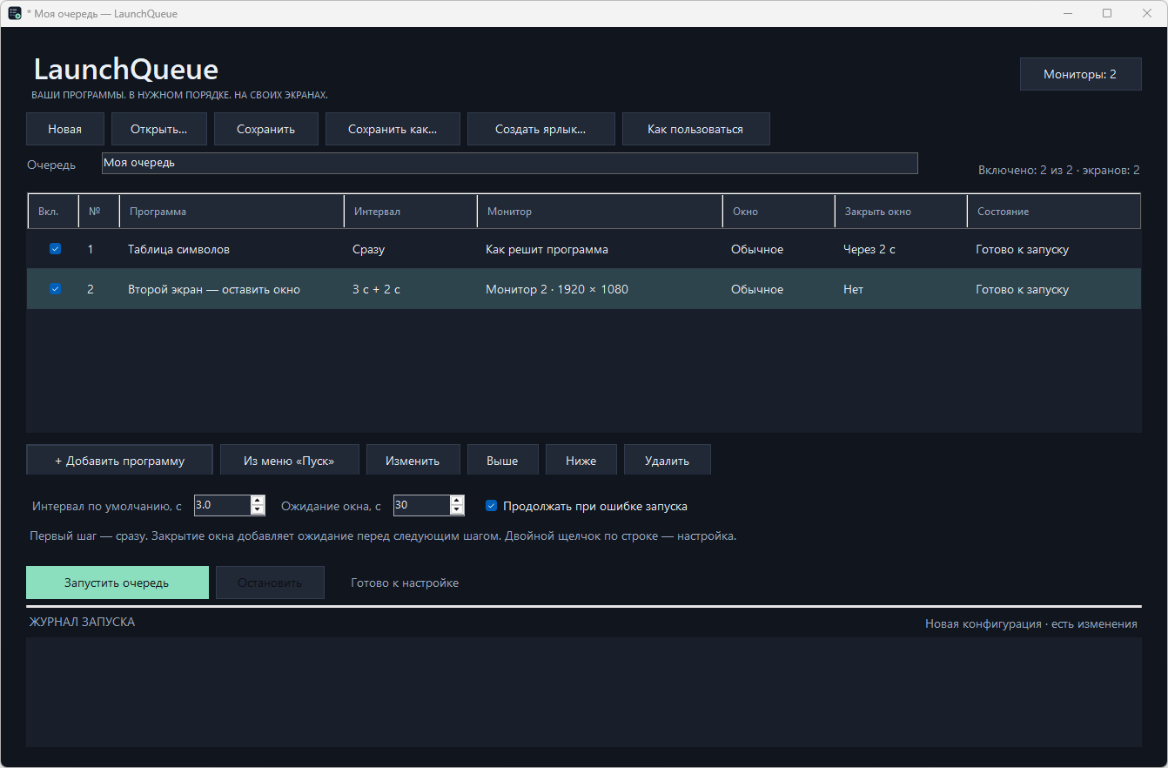 * Моя очередь — LaunchQueue
LaunchQueue
Мониторы: 2
ВАШИ ПРОГРАММЫ. В НУЖНОМ ПОРЯДКЕ. НА СВОИХ ЭКРАНАХ.
Новая Открыть... Сохранить Сохранить как... Создать ярлык... Как пользоваться
Очередь Моя очередь Включено: 2 из 2 · экранов: 2
Вкл. № Программа Интервал Монитор Окно Закрыть окно Состояние
1 Таблица символов Сразу Как решит программа Обычное Через 2 с Готово к запуску
2 Второй экран — оставить окно 3 с + 2 с Монитор 2 · 1920 × 1080 Обычное Нет Готово к запуску
+ Добавить программу Из меню «Пуск» Изменить Выше Ниже Удалить
Интервал по умолчанию, с 3.0 Ожидание окна, с 30 Продолжать при ошибке запуска
Первый шаг — сразу. Закрытие окна добавляет ожидание перед следующим шагом. Двойной щелчок по строке — настройка.
Запустить очередь Остановить Готово к настройке
ЖУРНАЛ ЗАПУСКА Новая конфигурация · есть изменения